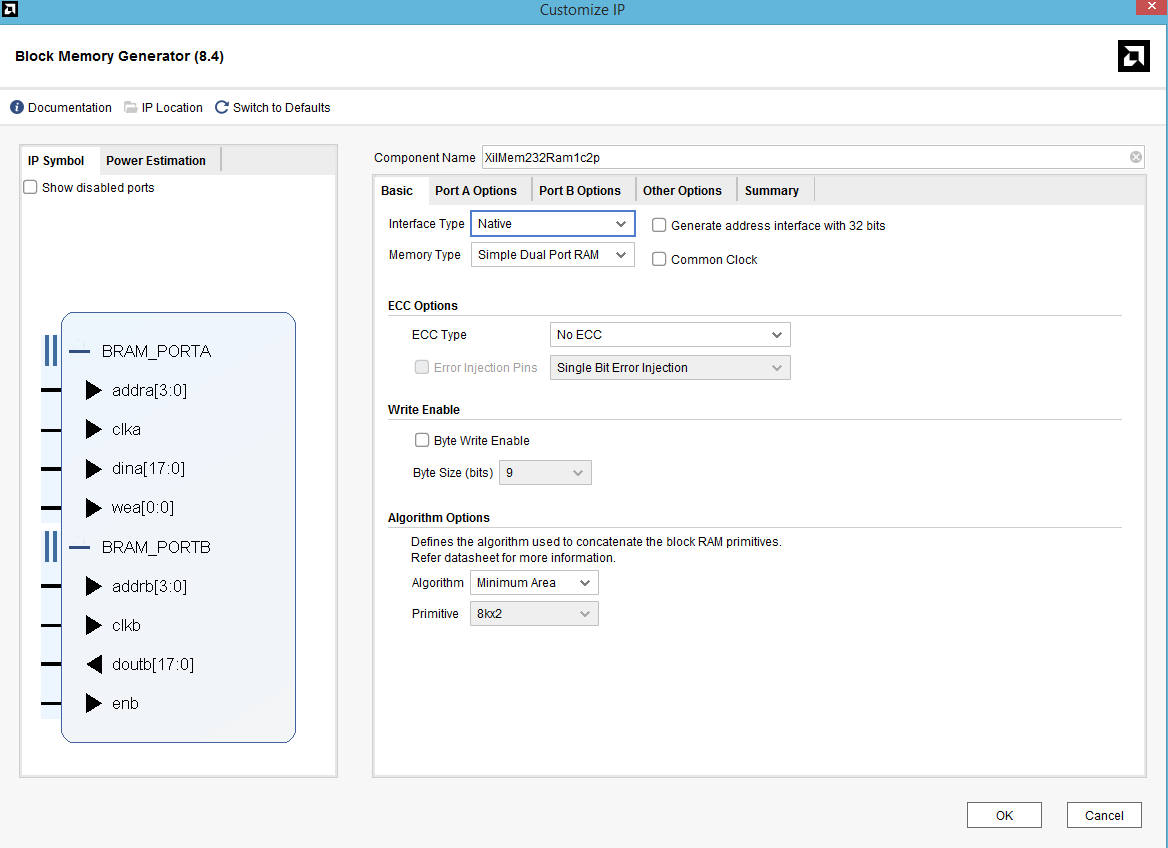 Customize IP
Block Memory Generator (8.4)
Documentation IP Location Switch to Defaults
IP Symbol Power Estimation
Show disabled ports
BRAM_PORTA
addra[3:0]
clka
dina[17:0]
wea[0:0]
BRAM_PORTB
addrb[3:0]
clkb
doutb[17:0]
enb
Component Name XilMem232Ram1c2p
Basic Port A Options Port B Options Other Options Summary
Interface Type Native Generate address interface with 32 bits
Memory Type Simple Dual Port RAM Common Clock
ECC Options
ECC Type No ECC
Error Injection Pins Single Bit Error Injection
Write Enable
Byte Write Enable
Byte Size (bits) 9
Algorithm Options
Defines the algorithm used to concatenate the block RAM primitives.
Refer datasheet for more information.
Algorithm Minimum Area
Primitive 8kx2
OK Cancel